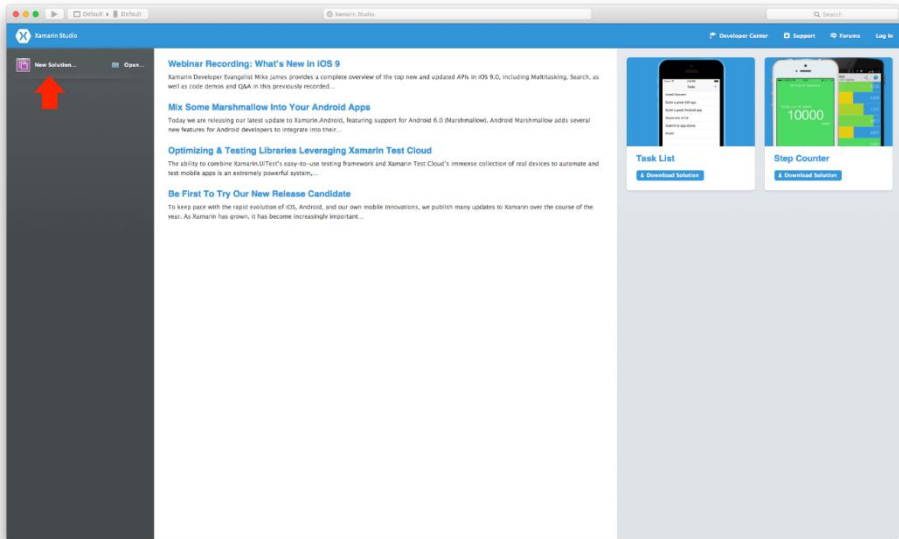 Default
Default
Xamarin Studio
Search
Xamarin Studio
Developer Center
Support
Forums
Log In
New Solution...
Open...
Webinar Recording: What's New in iOS 9
Xamarin Developer Evangelist Mike James provides a complete overview of the top new and updated APIs in iOS 9.0, including Multitasking, Search, as
well as code demos and Q&A in this previously recorded...
Mix Some Marshmallow Into Your Android Apps
Today we are releasing our latest update to Xamarin.Android, featuring support for Android 6.0 (Marshmallow). Android Marshmallow adds several
new features for Android developers to integrate into their...
Optimizing & Testing Libraries Leveraging Xamarin Test Cloud
The ability to combine Xamarin.UITest's easy-to-use testing framework and Xamarin Test Cloud's immense collection of real devices to automate and
test mobile apps is an extremely powerful system,...
Be First To Try Our New Release Candidate
To keep pace with the rapid evolution of iOS, Android, and our own mobile innovations, we publish many updates to Xamarin over the course of the
year. As Xamarin has grown, it has become increasingly important...
10000
Task List
Download Solution
Step Counter
Download Solution